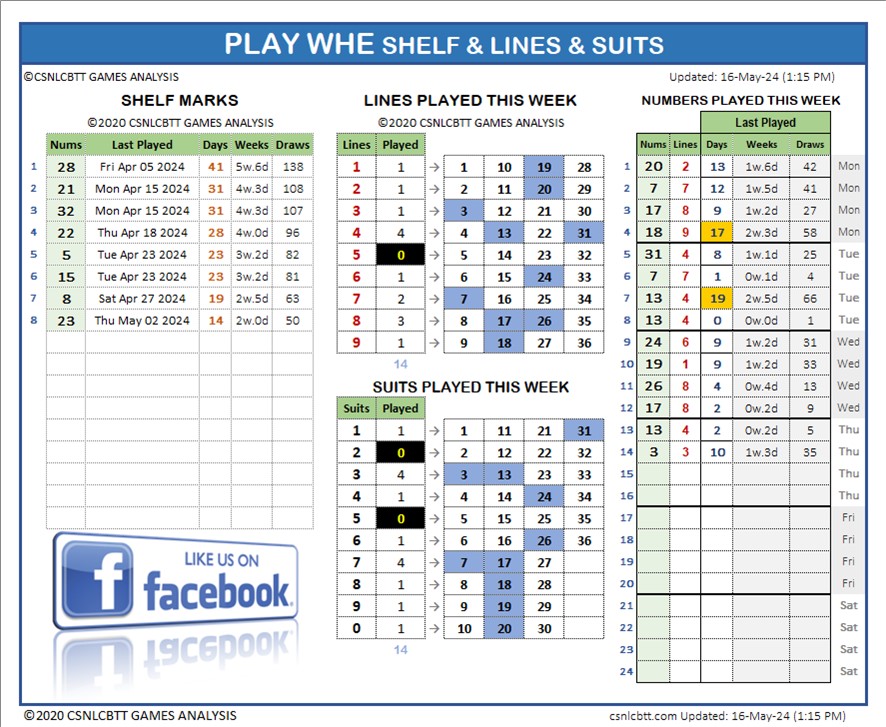 PLAY WHE SHELF & LINES & SUITS
©CSNLCBTT GAMES ANALYSIS
Updated: 16-May-24 (1:15 PM)
SHELF MARKS
©2020 CSNLCBTT GAMES ANALYSIS
Nums Last Played Days Weeks Draws
1 28 Fri Apr 05 2024 41 5w.6d 138
2 21 Mon Apr 15 2024 31 4w.3d 108
3 32 Mon Apr 15 2024 31 4w.3d 107
4 22 Thu Apr 18 2024 28 4w.0d 96
5 5 Tue Apr 23 2024 23 3w.2d 82
6 15 Tue Apr 23 2024 23 3w.2d 81
7 8 Sat Apr 27 2024 19 2w.5d 63
8 23 Thu May 02 2024 14 2w.0d 50
LIKE US ON
facebook
LINES PLAYED THIS WEEK
©2020 CSNLCBTT GAMES ANALYSIS
Lines Played
1 1 → 1 10 19 28
2 1 → 2 11 20 29
3 1 → 3 12 21 30
4 4 → 4 13 22 31
5 0 → 5 14 23 32
6 1 → 6 15 24 33
7 2 → 7 16 25 34
8 3 → 8 17 26 35
9 1 → 9 18 27 36
14
SUITS PLAYED THIS WEEK
Suits Played
1 1 → 1 11 21 31
2 0 → 2 12 22 32
3 4 → 3 13 23 33
4 1 → 4 14 24 34
5 0 → 5 15 25 35
6 1 → 6 16 26 36
7 4 → 7 17 27
8 1 → 8 18 28
9 1 → 9 19 29
0 1 → 10 20 30
14
NUMBERS PLAYED THIS WEEK
Last Played
Nums Lines Days Weeks Draws
1 20 2 13 1w.6d 42 Mon
2 7 7 12 1w.5d 41 Mon
3 17 8 9 1w.2d 27 Mon
4 18 9 17 2w.3d 58 Mon
5 31 4 8 1w.1d 25 Tue
6 7 7 1 0w.1d 4 Tue
7 13 4 19 2w.5d 66 Tue
8 13 4 0 0w.0d 1 Tue
9 24 6 9 1w.2d 31 Wed
10 19 1 9 1w.2d 33 Wed
11 26 8 4 0w.4d 13 Wed
12 17 8 2 0w.2d 9 Wed
13 13 4 2 0w.2d 5 Thu
14 3 3 10 1w.3d 35 Thu
15 Thu
16 Thu
17 Fri
18 Fri
19 Fri
20 Fri
21 Sat
22 Sat
23 Sat
24 Sat
©2020 CSNLCBTT GAMES ANALYSIS
csnlcbtt.com Updated: 16-May-24 (1:15 PM)